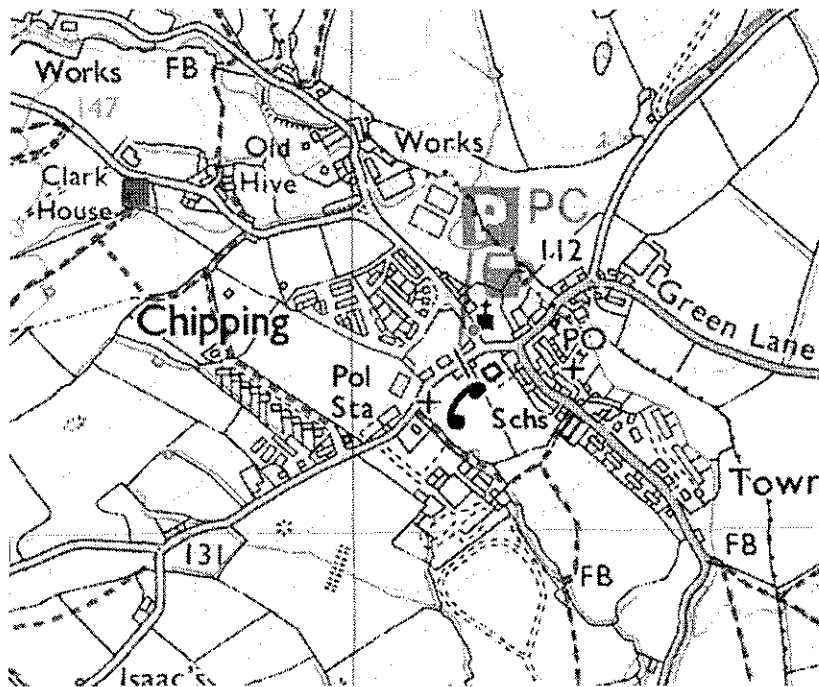 Works FB
147
Old
Hive
Works
Clark
House
P PC
142
Green Lane
Chipping
PO
Pol
Sta
Schs
Town
131
FB
FB
Isaac's